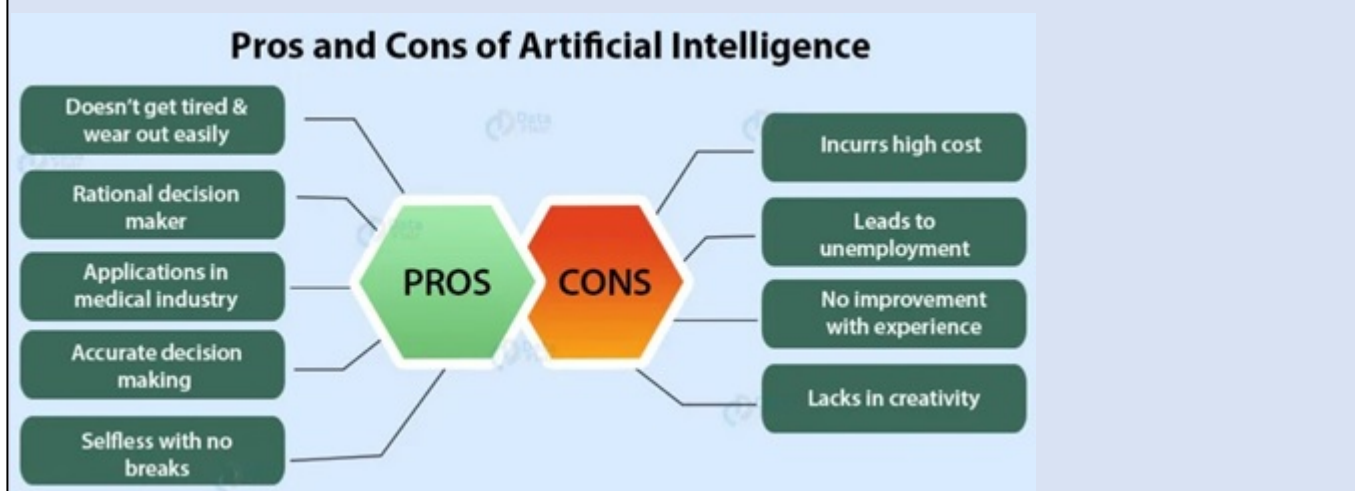 Pros and Cons of Artificial Intelligence
Doesn't get tired &
wear out easily
Rational decision
maker
Applications in
medical industry
Accurate decision
making
Selfless with no
breaks
PROS
CONS
Incurrs high cost
Leads to
unemployment
No improvement
with experience
Lacks in creativity